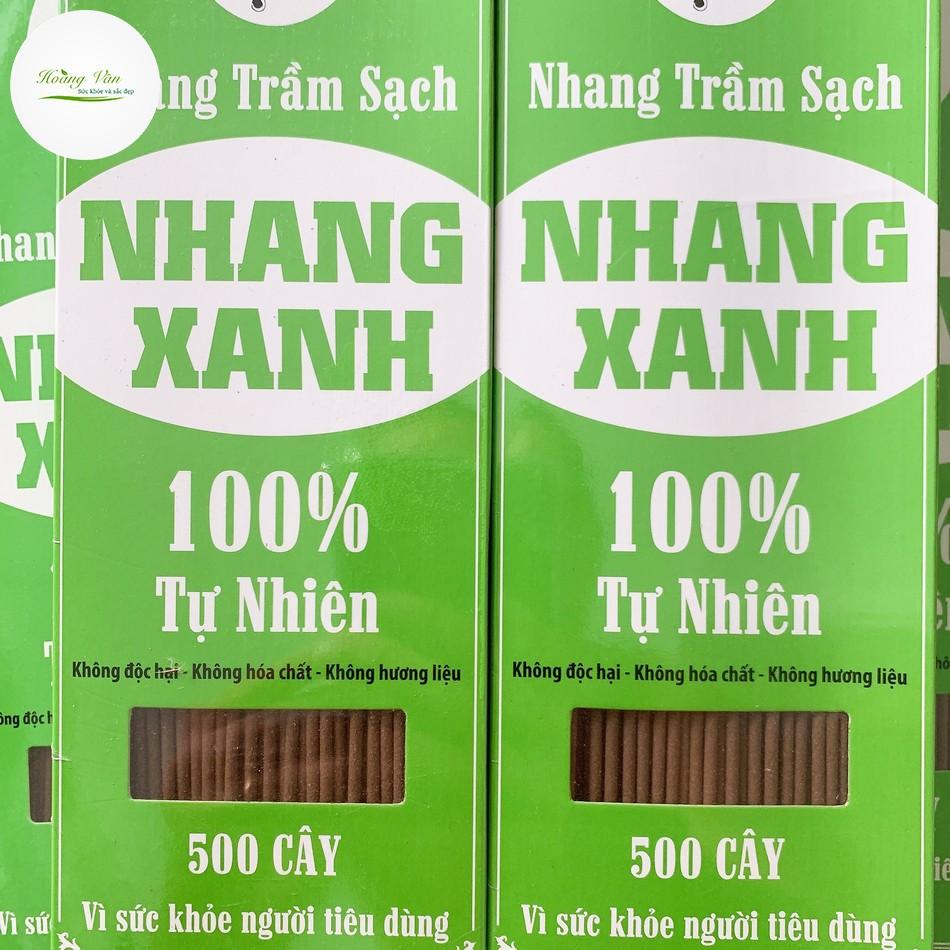 Hoàng Vân
Sức khỏe và sắc đẹp
ang Trầm Sạch
NHANG
XANH
100%
Tự Nhiên
Không độc hại - Không hóa chất - Không hương liệu
500 CÂY
Vì sức khỏe người tiêu dùng
Nhang Trầm Sạch
NHANG
XANH
100%
Tự Nhiên
Không độc hại - Không hóa chất - Không hương liệu
500 CÂY
Vì sức khỏe người tiêu dùng